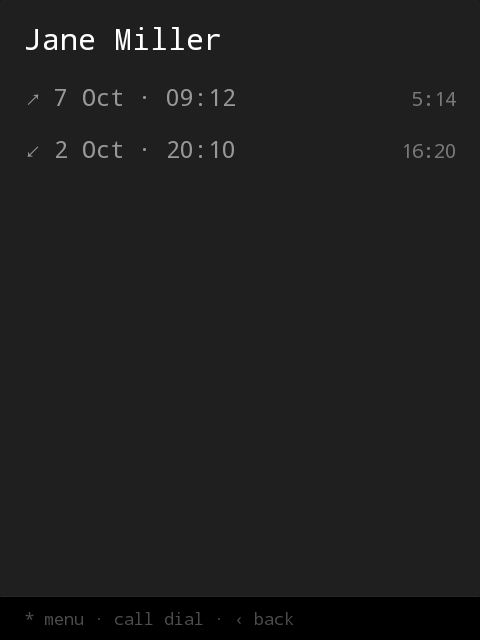 Jane Miller
↗ 7 Oct · 09:12 5:14
↙ 2 Oct · 20:10 16:20
* menu · call dial · ‹ back